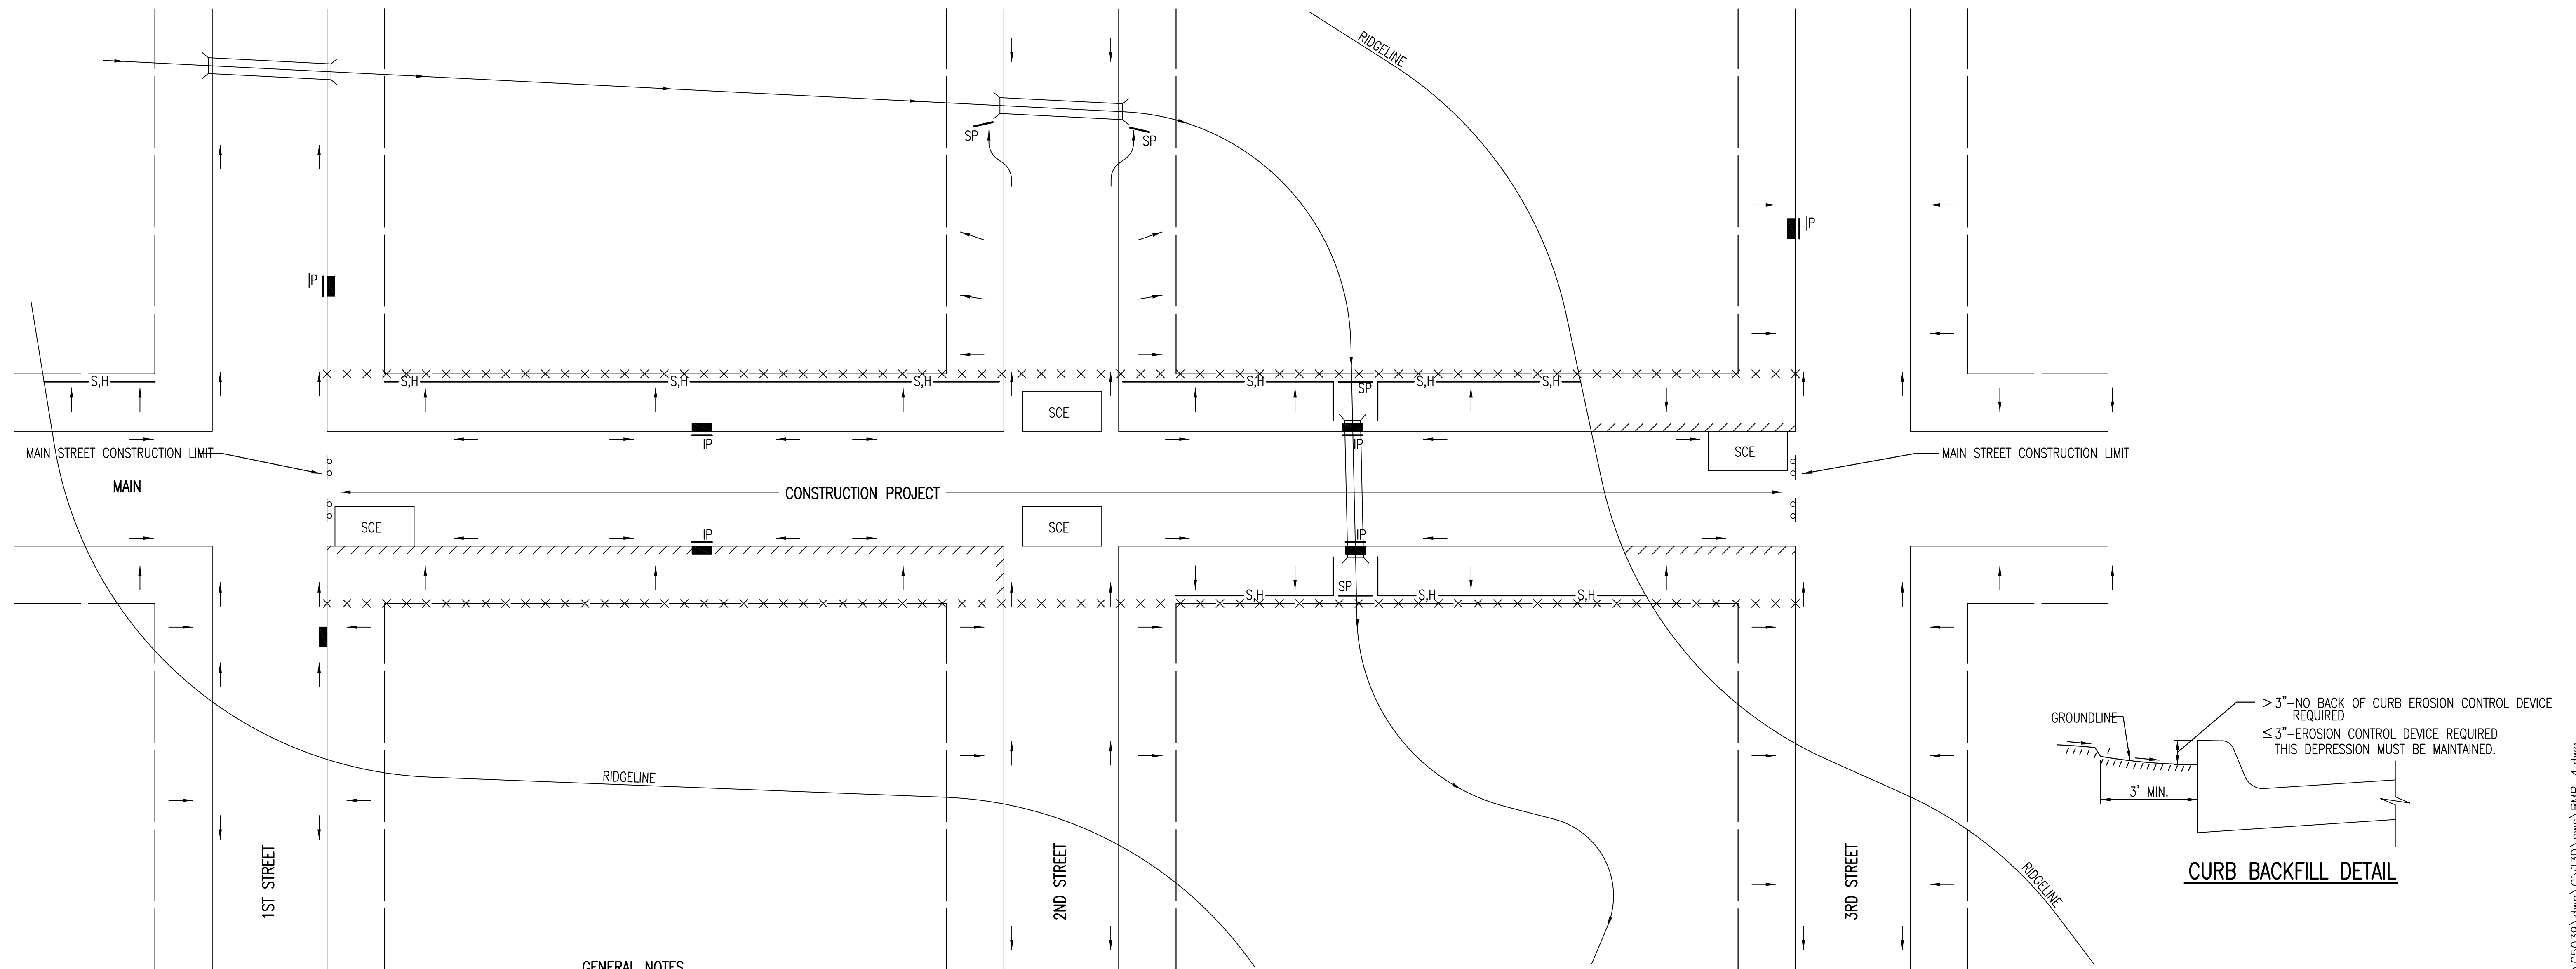 RIDGELINE
SP
SP
IP
IP
S,H
S,H
S,H
S,H
S,H
SP
S,H
S,H
SCE
IP
IP
SCE
MAIN STREET CONSTRUCTION LIMIT
MAIN STREET CONSTRUCTION LIMIT
MAIN
CONSTRUCTION PROJECT
SCE
SCE
IP
IP
SP
S,H
S,H
S,H
RIDGELINE
1ST STREET
2ND STREET
3RD STREET
RIDGELINE
GROUNDLINE
>3"-NO BACK OF CURB EROSION CONTROL DEVICE
REQUIRED
≤3"-EROSION CONTROL DEVICE REQUIRED
THIS DEPRESSION MUST BE MAINTAINED.
3' MIN.
CURB BACKFILL DETAIL
GENERAL NOTES